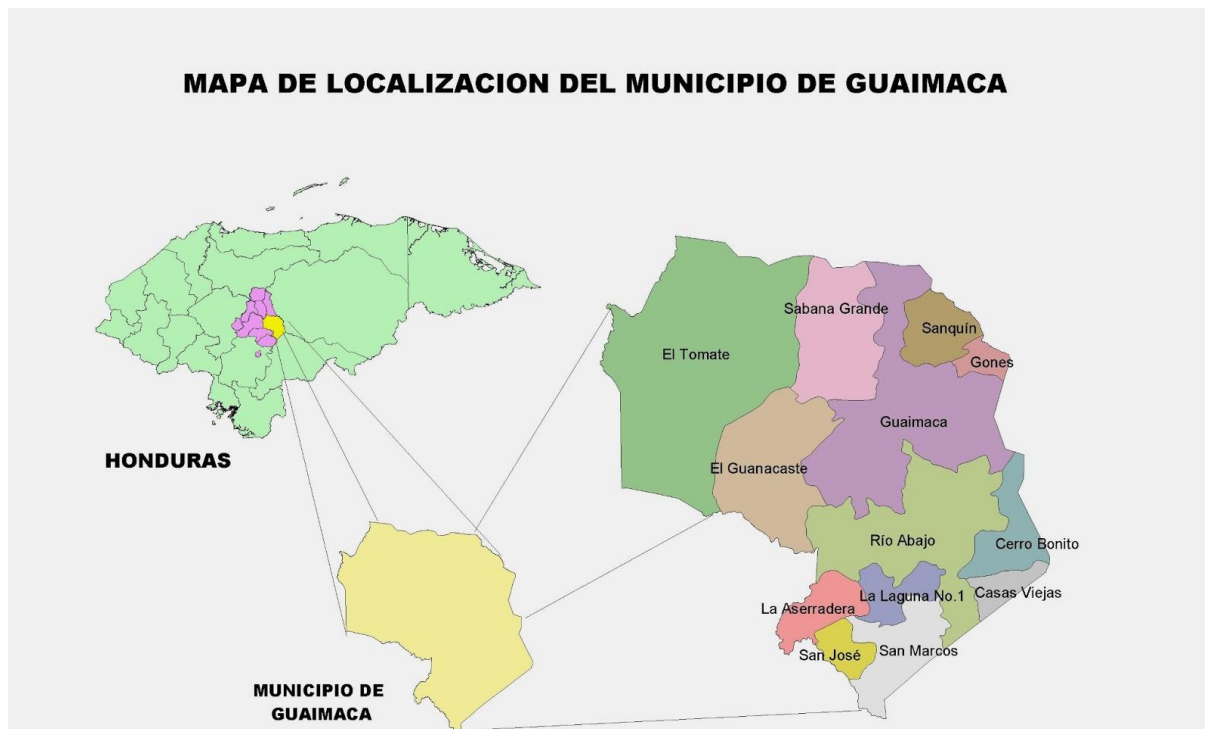 MAPA DE LOCALIZACION DEL MUNICIPIO DE GUAIMACA
Sabana Grande
Sanquín
El Tomate
Gones
Guaimaca
HONDURAS
El Guanacaste
Río Abajo
Cerro Bonito
Casas Viejas
La Laguna No.1
La Aserradera
San Marcos
San José
MUNICIPIO DE
GUAIMACA